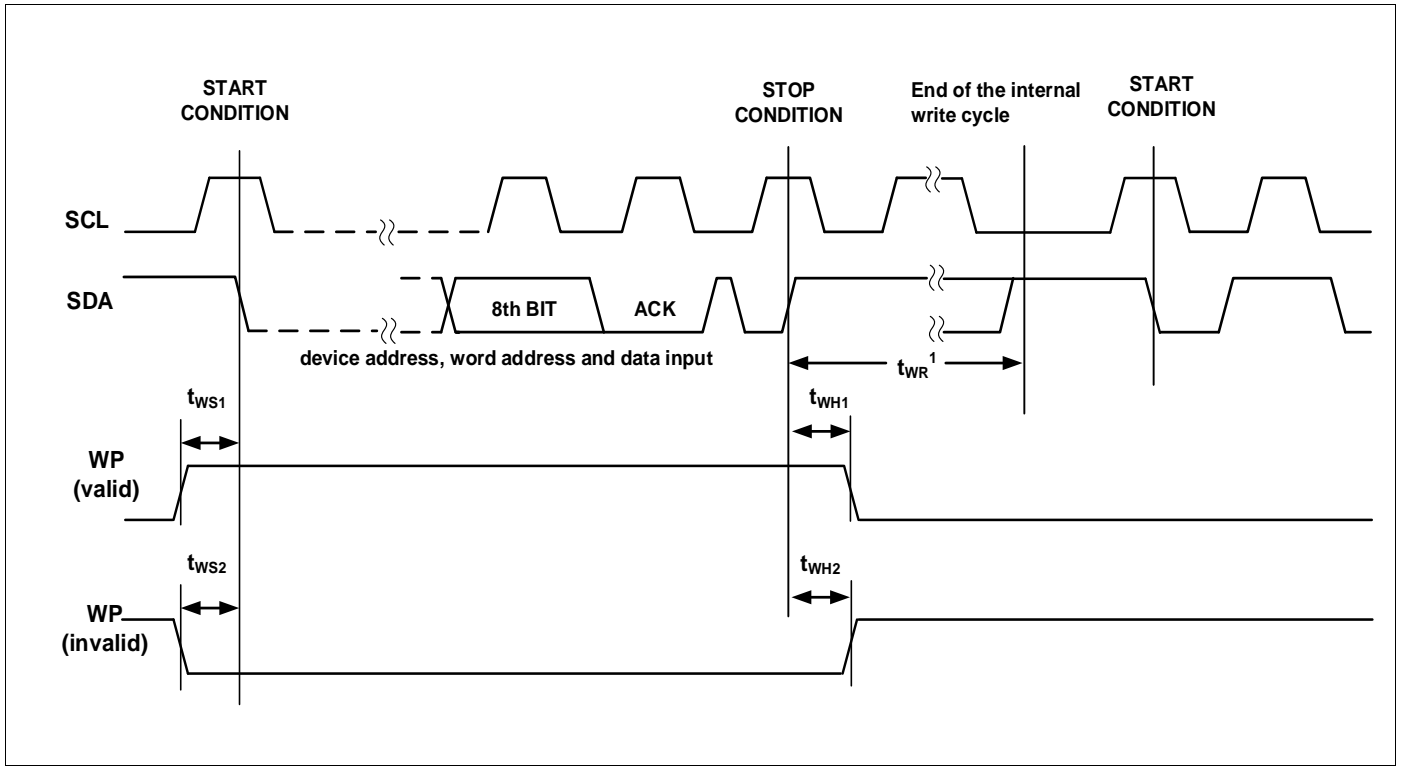 START
CONDITION
STOP
CONDITION
End of the internal
write cycle
START
CONDITION
SCL
SDA
8th BIT
ACK
device address, word address and data input
tWR1
tWS1
tWH1
WP
(valid)
tWS2
tWH2
WP
(invalid)